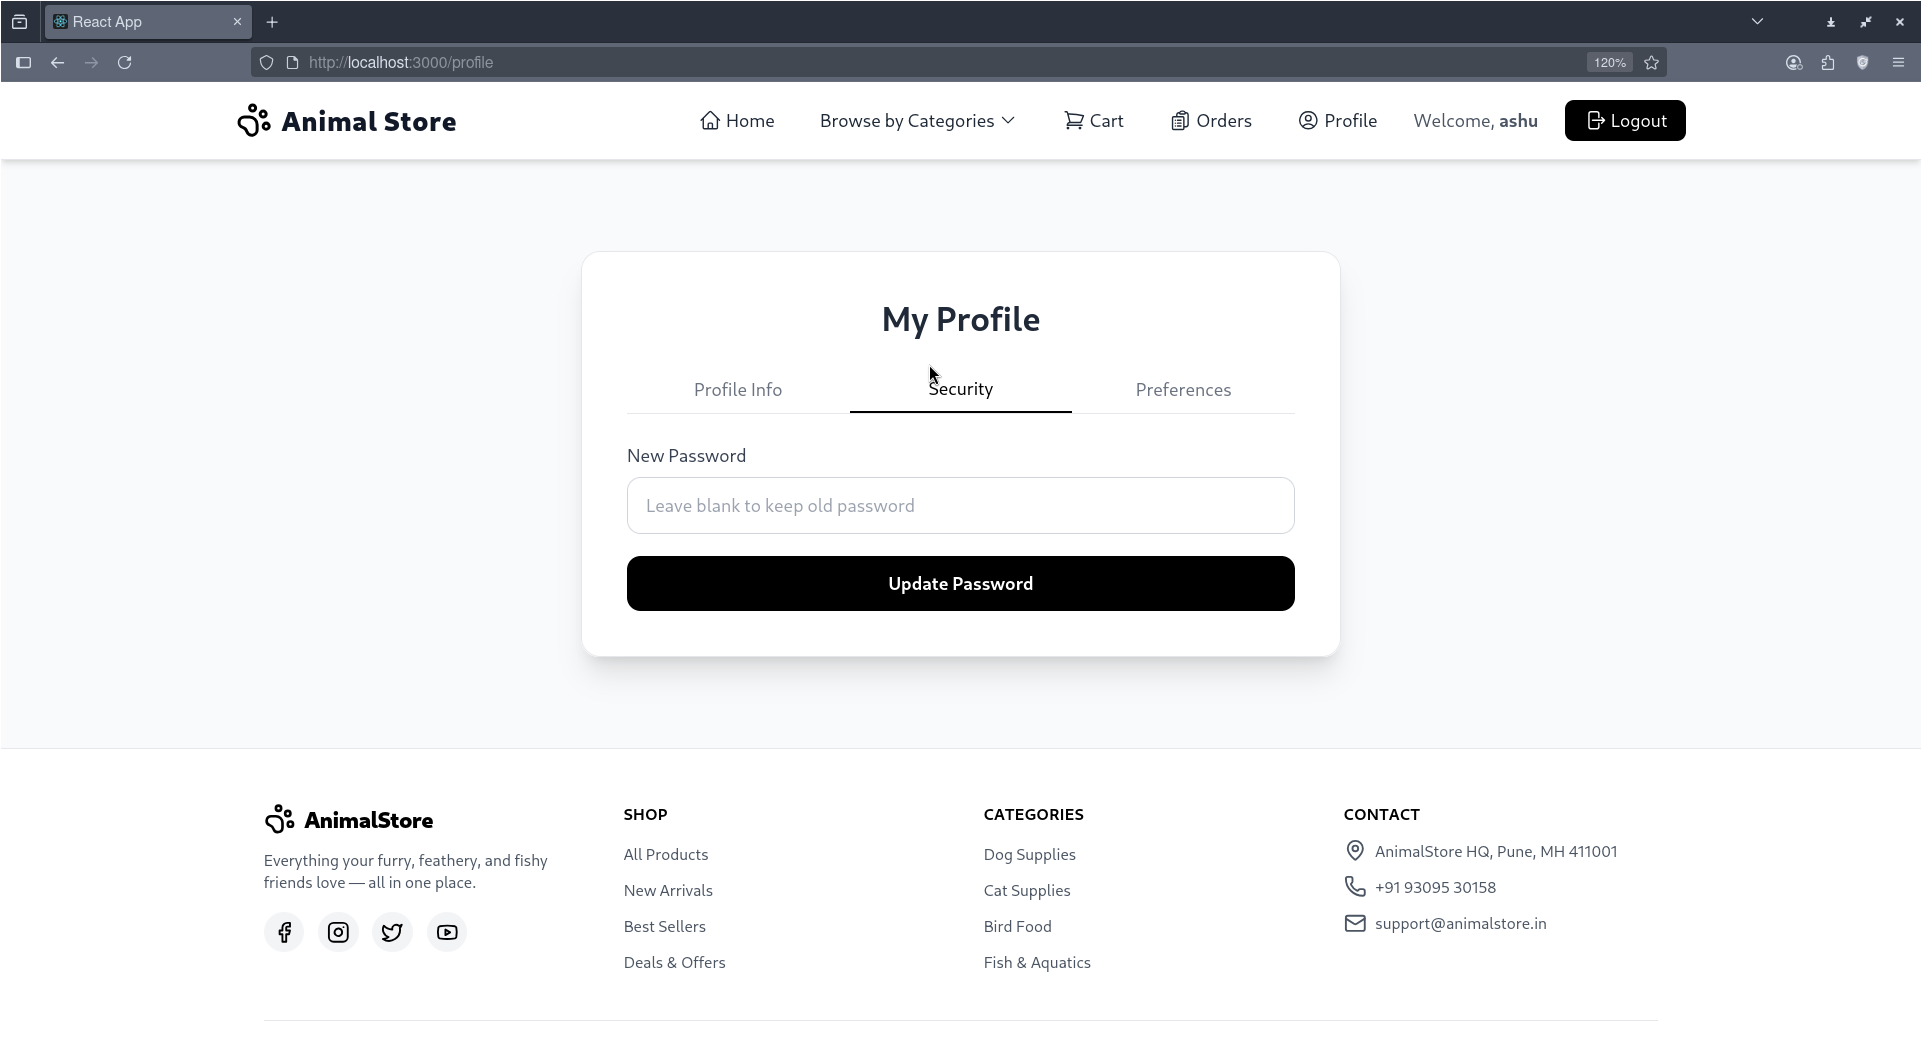 React App
http://localhost:3000/profile
120%
Animal Store
Home
Browse by Categories
Cart
Orders
Profile
Welcome, ashu
Logout
My Profile
Profile Info
Security
Preferences
New Password
Leave blank to keep old password
Update Password
AnimalStore
Everything your furry, feathery, and fishy
friends love — all in one place.
SHOP
All Products
New Arrivals
Best Sellers
Deals & Offers
CATEGORIES
Dog Supplies
Cat Supplies
Bird Food
Fish & Aquatics
CONTACT
AnimalStore HQ, Pune, MH 411001
+91 93095 30158
support@animalstore.in